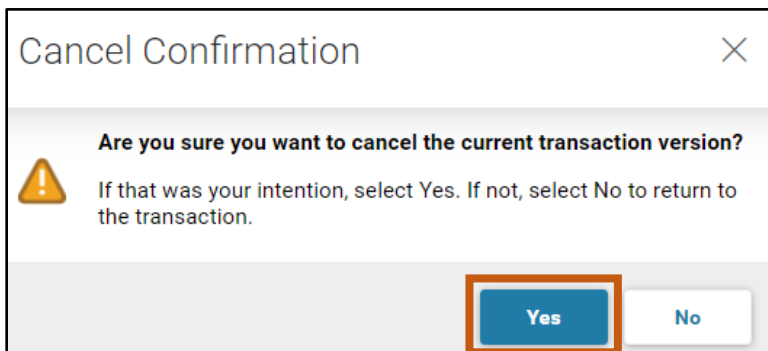 Cancel Confirmation
Are you sure you want to cancel the current transaction version?
If that was your intention, select Yes. If not, select No to return to
the transaction.
Yes
No